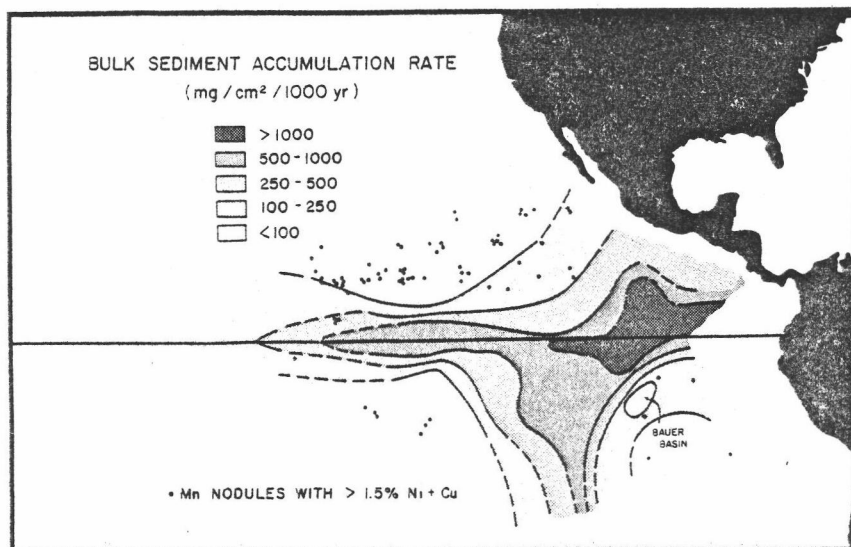 BULK SEDIMENT ACCUMULATION RATE
(mg/cm²/1000 yr)
>1000
500-1000
250-500
100-250
<100
BAUER
BASIN
• Mn NODULES WITH > 1.5% Ni + Cu